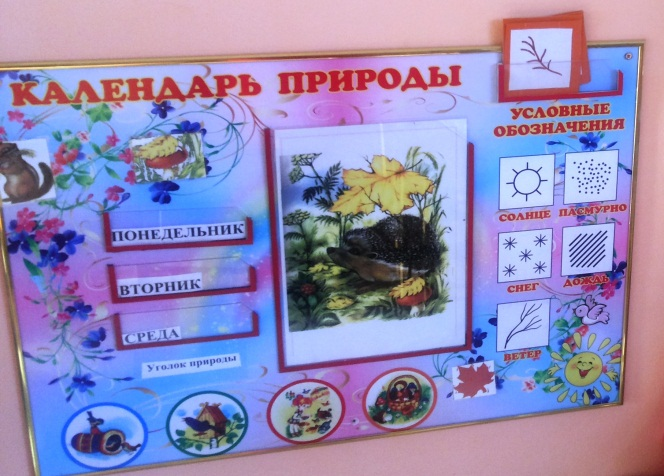 КАЛЕНДАРЬ ПРИРОДЫ
УСЛОВНЫЕ
ОБОЗНАЧЕНИЯ
СОЛНЦЕ ПАСМУРНО
СНЕГ ДОЖДЬ
ВЕТЕР
ПОНЕДЕЛЬНИК
ВТОРНИК
СРЕДА
Уголок природы